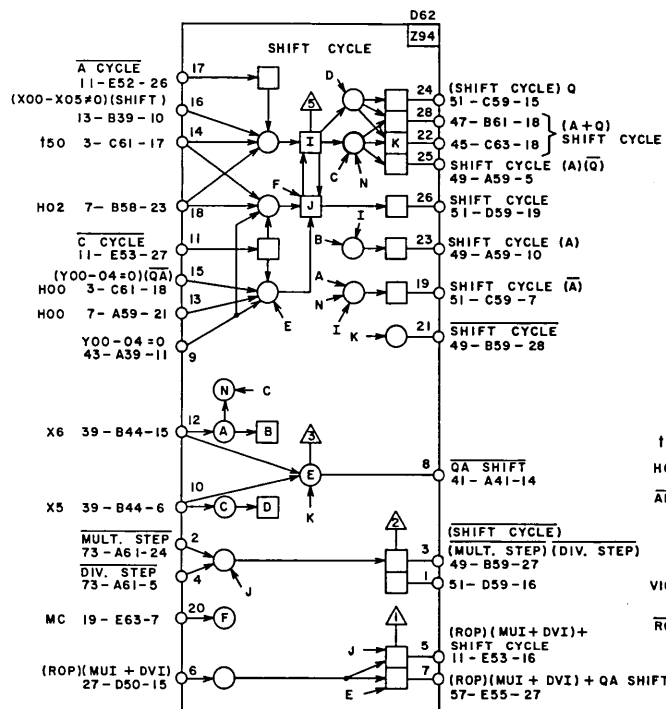 D62
Z94
SHIFT CYCLE
A CYCLE
11-E52-26
17
(X00-X05≠0)(SHIFT)
13-B39-10
16
t50 3-C61-17
14
H02 7-B58-23
18
C CYCLE
11-E53-27
11
(Y00-04=0)(QA)
15
H00 3-C61-18
13
H00 7-A59-21
Y00-04=0
43-A39-11
9
5
I
F
J
D
C
N
K
E
B
I
A
N
I
K
24
(SHIFT CYCLE) Q
51-C59-15
28
47-B61-18
22
45-C63-18
(A+Q)
SHIFT CYCLE
25
SHIFT CYCLE (A)(Q̅)
49-A59-5
26
SHIFT CYCLE
51-D59-19
23
SHIFT CYCLE (A)
49-A59-10
19
SHIFT CYCLE (A̅)
51-C59-7
21
SHIFT CYCLE
49-B59-28
N
C
12
X6 39-B44-15
A
B
3
E
K
8
QA SHIFT
41-A41-14
10
X5 39-B44-6
C
D
MULT. STEP
73-A61-24
2
DIV. STEP
73-A61-5
4
J
2
(SHIFT CYCLE)
3
(MULT. STEP) (DIV. STEP)
49-B59-27
1
51-D59-16
MC 19-E63-7
20
F
1
(ROP)(MUI+DVI)
27-D50-15
6
J
E
5
(ROP)(MUI+DVI)+
SHIFT CYCLE
11-E53-16
7
(ROP)(MUI+DVI)+QA SHIFT
57-E55-27